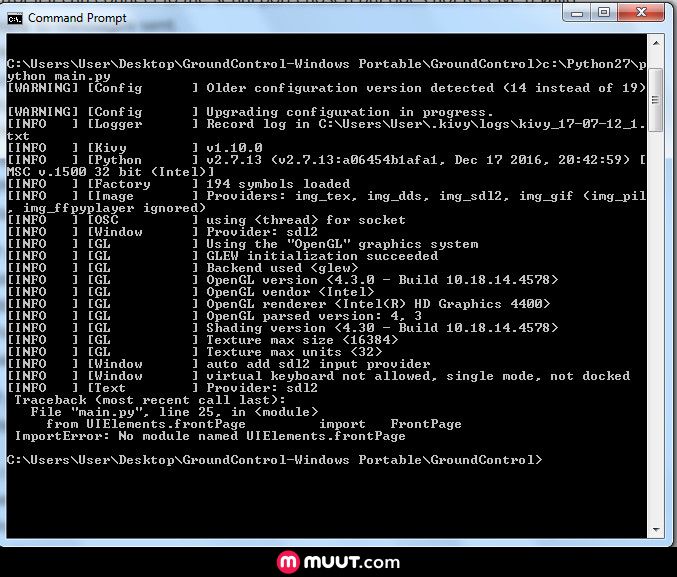 Command Prompt
C:\Users\User\Desktop\GroundControl-Windows Portable\GroundControl>c:\Python27\p
ython main.py
[WARNING] [Config      ] Older configuration version detected (14 instead of 19)
[WARNING] [Config      ] Upgrading configuration in progress.
[INFO   ] [Logger      ] Record log in C:\Users\User\.kivy\logs\kivy_17-07-12_1.
txt
[INFO   ] [Kivy        ] v1.10.0
[INFO   ] [Python      ] v2.7.13 (v2.7.13:a06454b1afa1, Dec 17 2016, 20:42:59) [
MSC v.1500 32 bit (Intel)]
[INFO   ] [Factory     ] 194 symbols loaded
[INFO   ] [Image       ] Providers: img_tex, img_dds, img_sdl2, img_gif (img_pil
, img_ffpyplayer ignored)
[INFO   ] [OSC         ] using <thread> for socket
[INFO   ] [Window      ] Provider: sdl2
[INFO   ] [GL          ] Using the "OpenGL" graphics system
[INFO   ] [GL          ] GLEW initialization succeeded
[INFO   ] [GL          ] Backend used <glew>
[INFO   ] [GL          ] OpenGL version <4.3.0 - Build 10.18.14.4578>
[INFO   ] [GL          ] OpenGL vendor <Intel>
[INFO   ] [GL          ] OpenGL renderer <Intel(R) HD Graphics 4400>
[INFO   ] [GL          ] OpenGL parsed version: 4, 3
[INFO   ] [GL          ] Shading version <4.30 - Build 10.18.14.4578>
[INFO   ] [GL          ] Texture max size <16384>
[INFO   ] [GL          ] Texture max units <32>
[INFO   ] [Window      ] auto add sdl2 input provider
[INFO   ] [Window      ] virtual keyboard not allowed, single mode, not docked
[INFO   ] [Text        ] Provider: sdl2
Traceback (most recent call last):
File "main.py", line 25, in <module>
from UIElements.frontPage        import   FrontPage
ImportError: No module named UIElements.frontPage
C:\Users\User\Desktop\GroundControl-Windows Portable\GroundControl>
muut.com